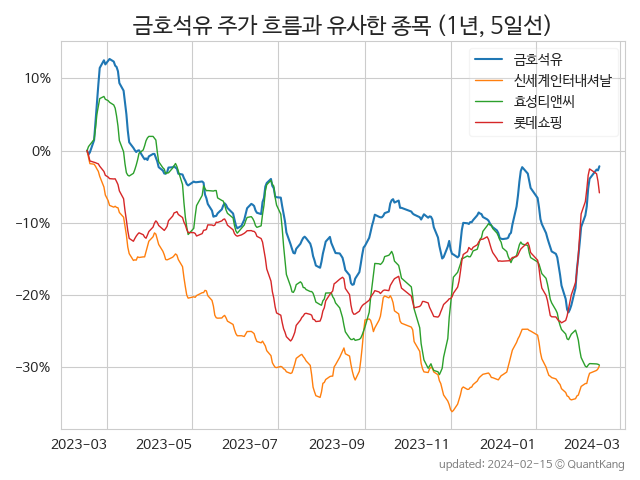 금호석유 주가 흐름과 유사한 종목 (1년, 5일선)
금호석유
신세계인터내셔날
효성티앤씨
롯데쇼핑
10%
0%
−10%
−20%
−30%
2023-03 2023-05 2023-07 2023-09 2023-11 2024-01 2024-03
updated: 2024-02-15 © QuantKang